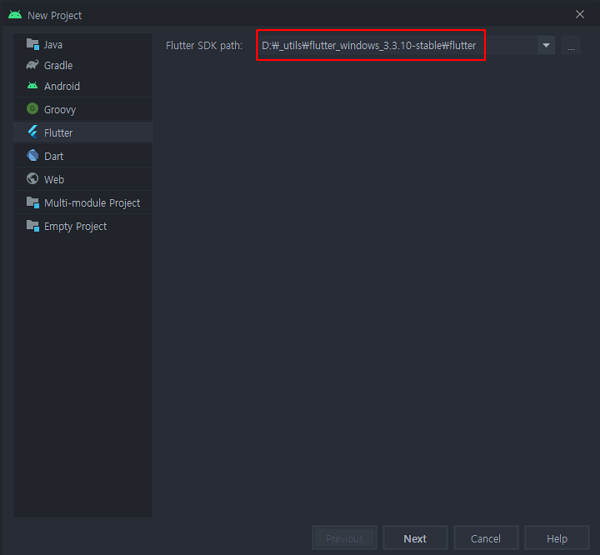 New Project
Java
Gradle
Android
Groovy
Flutter
Dart
Web
Multi-module Project
Empty Project
Flutter SDK path: D:₩_utils₩flutter_windows_3.3.10-stable₩flutter
...
Previous Next Cancel Help